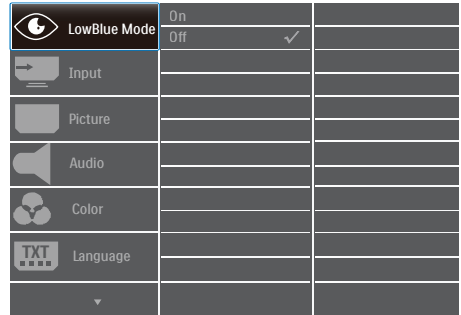 LowBlue Mode
On
Off
Input
Picture
Audio
Color
TXT
Language